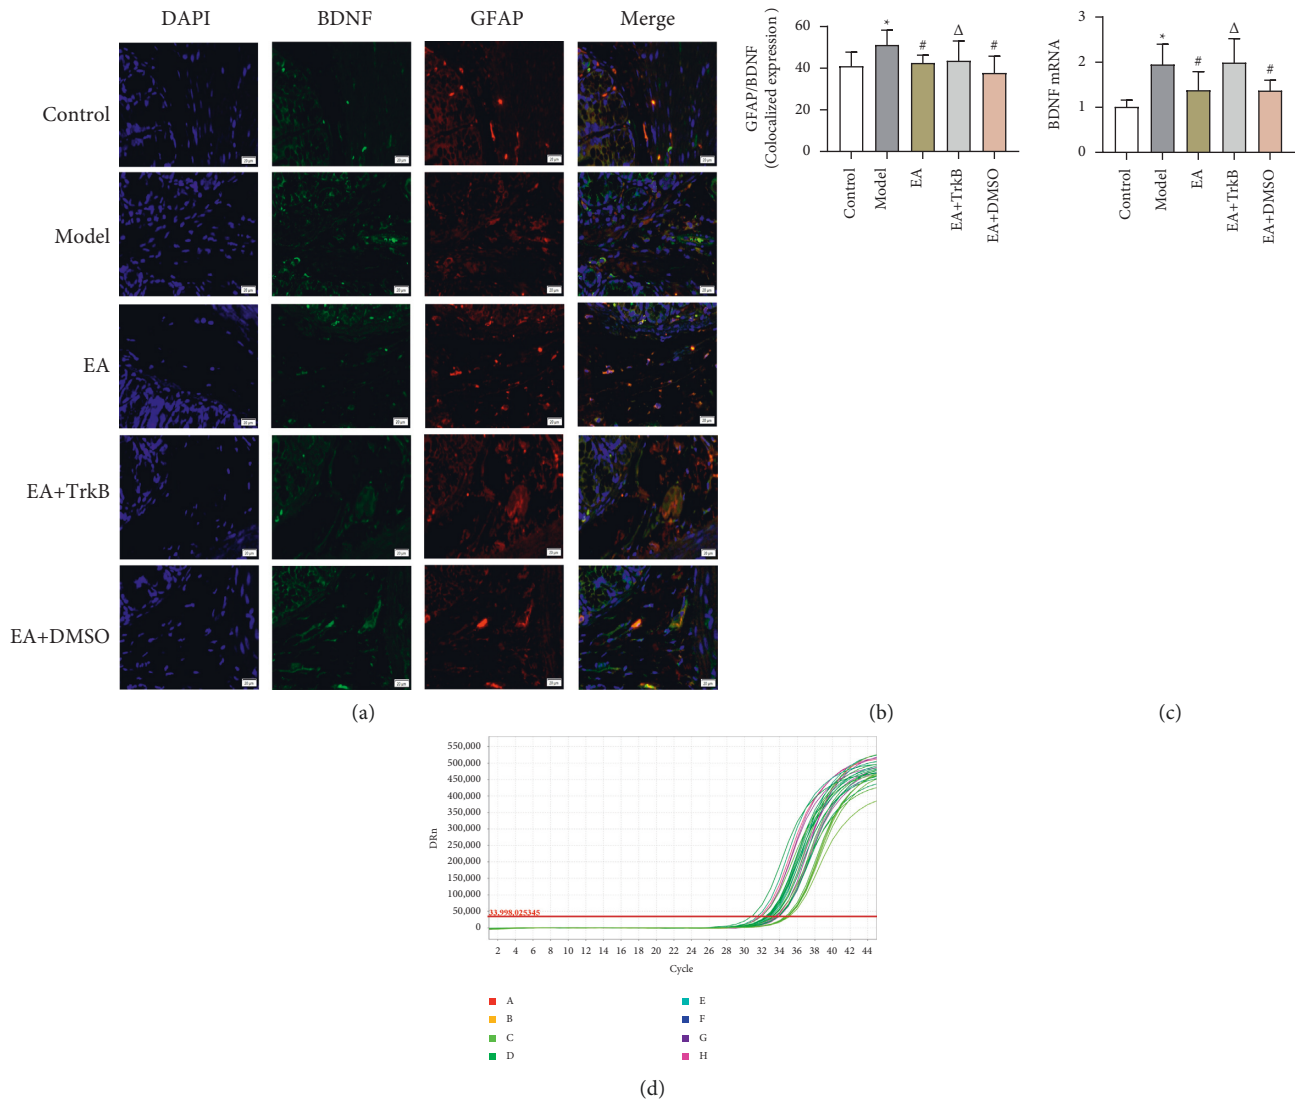 DAPI BDNF GFAP Merge
Control
Model
EA
EA+TrkB
EA+DMSO
20 μm
(a)
GFAP/BDNF
(Colocalized expression )
60
40
20
0
* # Δ #
Control Model EA EA+TrkB EA+DMSO
(b)
BDNF mRNA
3
2
1
0
* # Δ #
Control Model EA EA+TrkB EA+DMSO
(c)
DRn
550,000
500,000
450,000
400,000
350,000
300,000
250,000
200,000
150,000
100,000
50,000
33,998.025345
0
2 4 6 8 10 12 14 16 18 20 22 24 26 28 30 32 34 36 38 40 42 44
Cycle
A E
B F
C G
D H
(d)